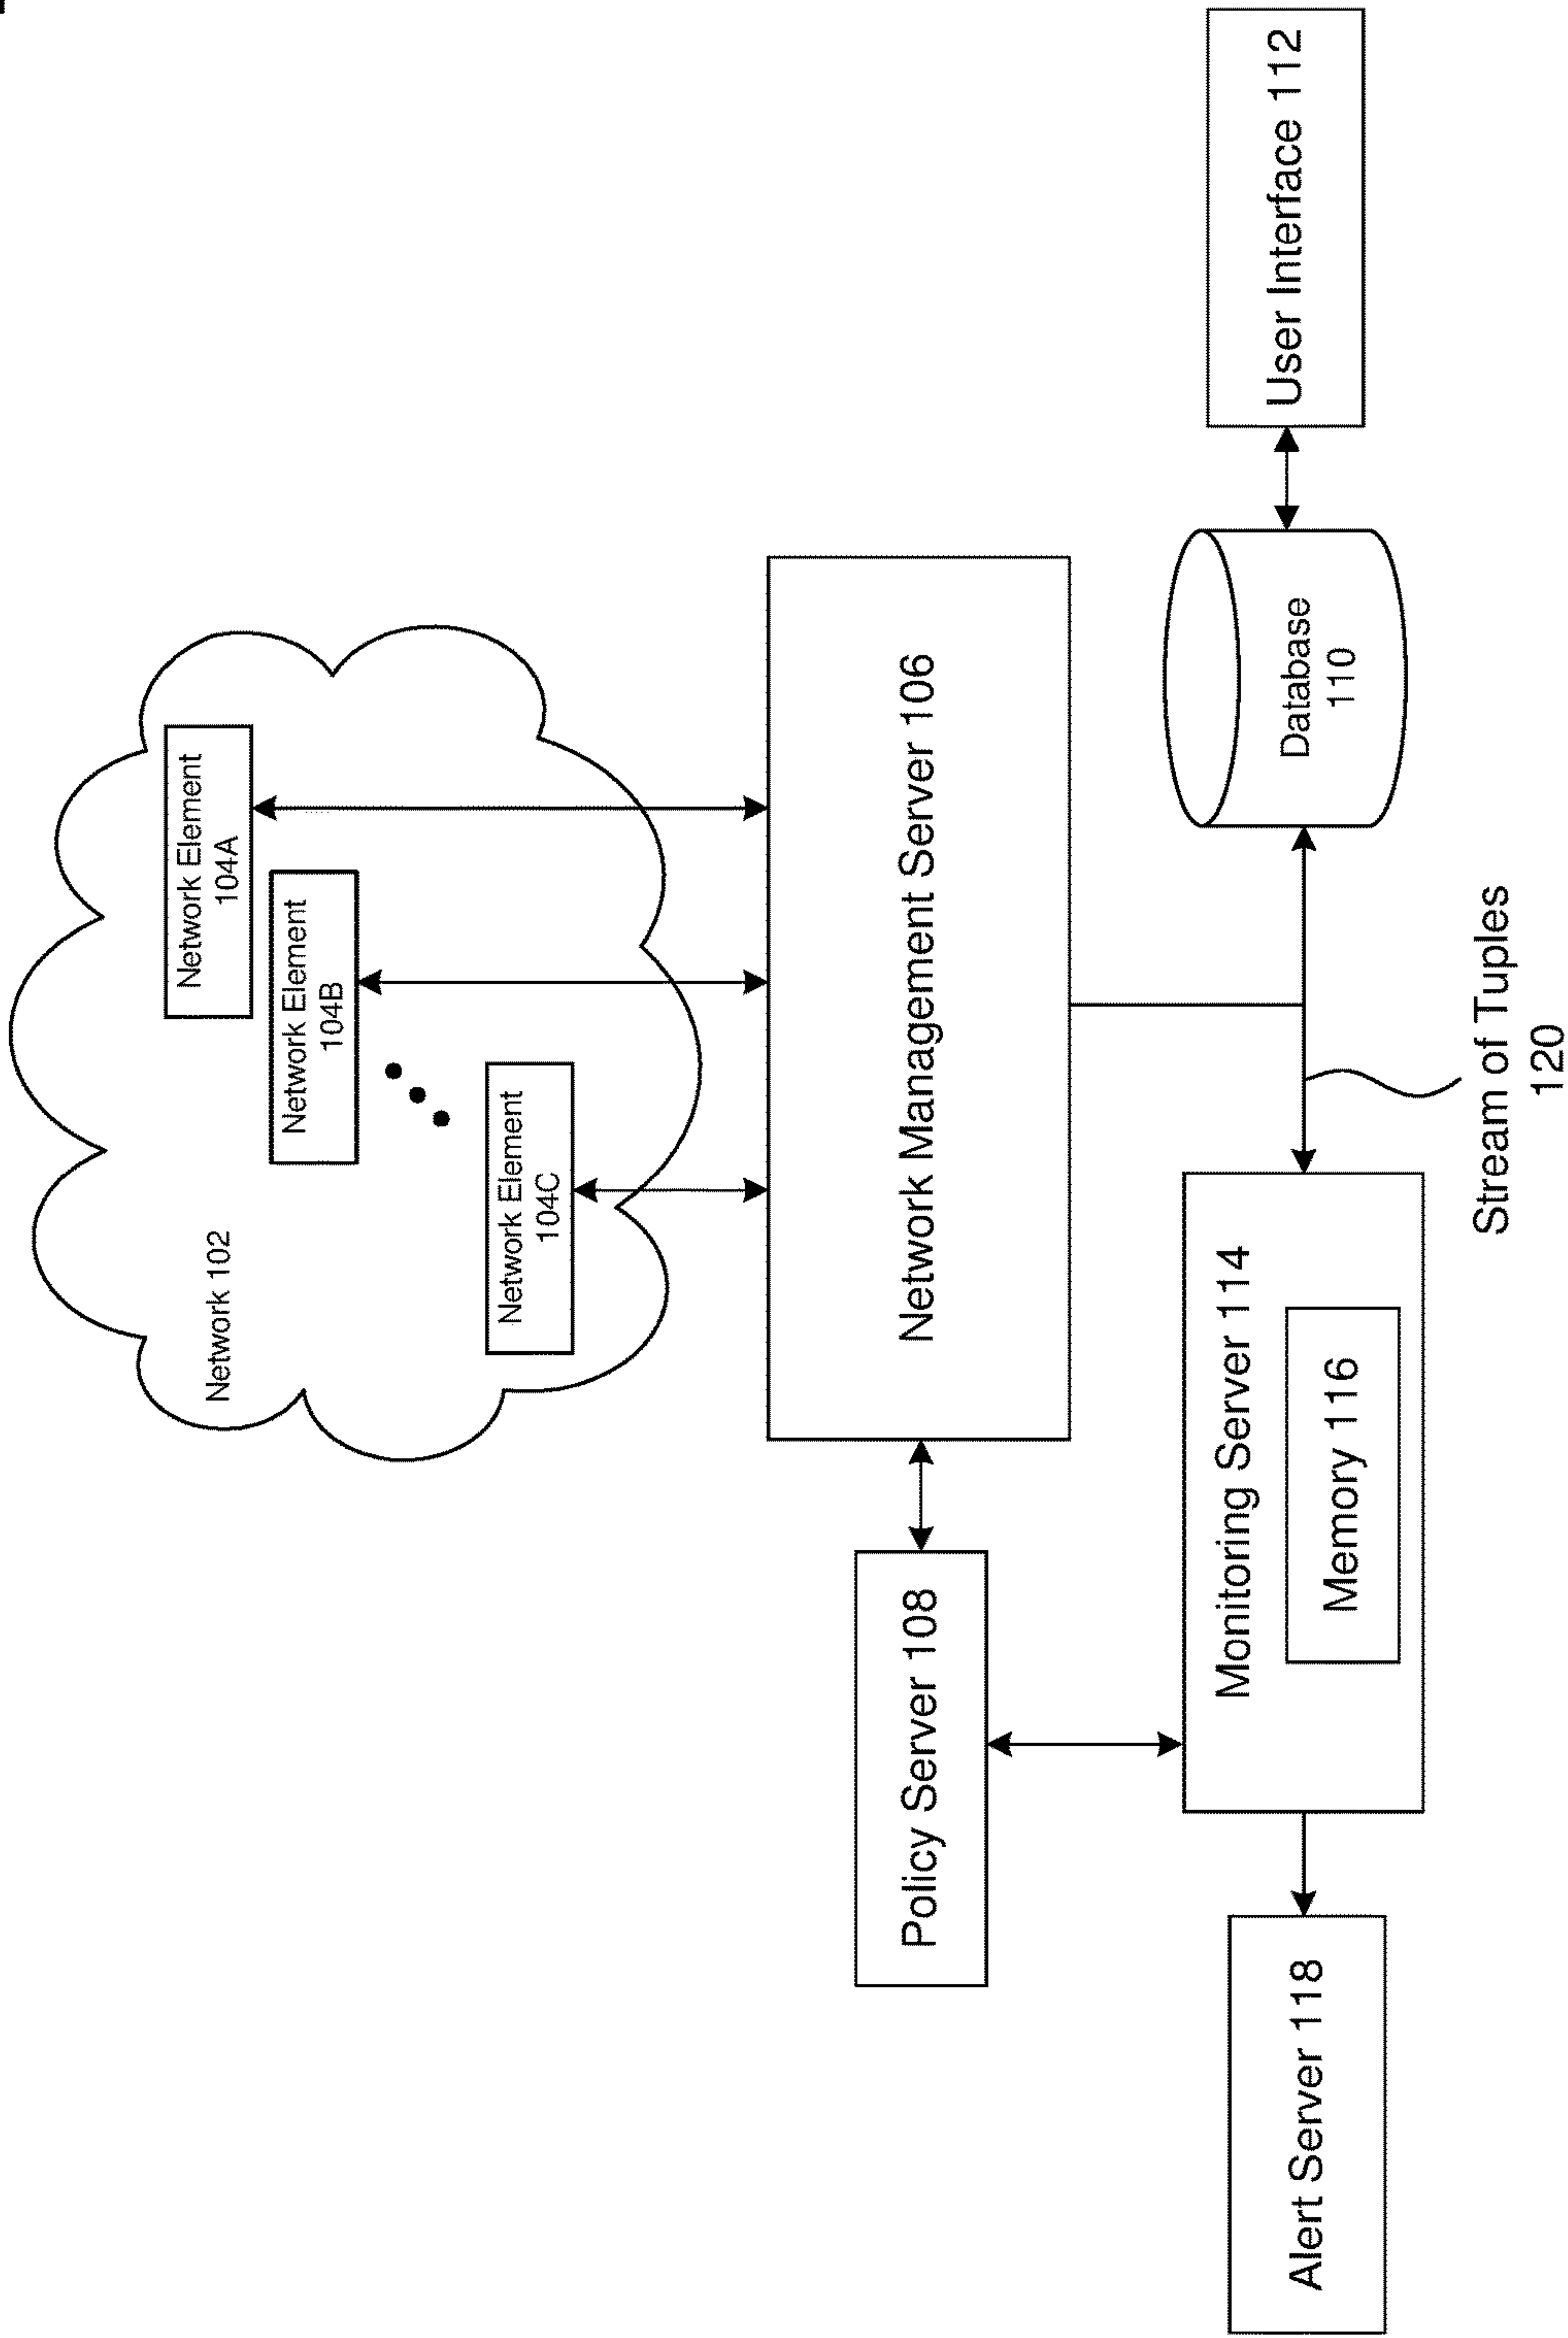 Network 102
Network Element
104A
Network Element
104B
Network Element
104C
Network Management Server 106
Policy Server 108
Monitoring Server 114
Memory 116
Alert Server 118
Database
110
User Interface 112
Stream of Tuples
120